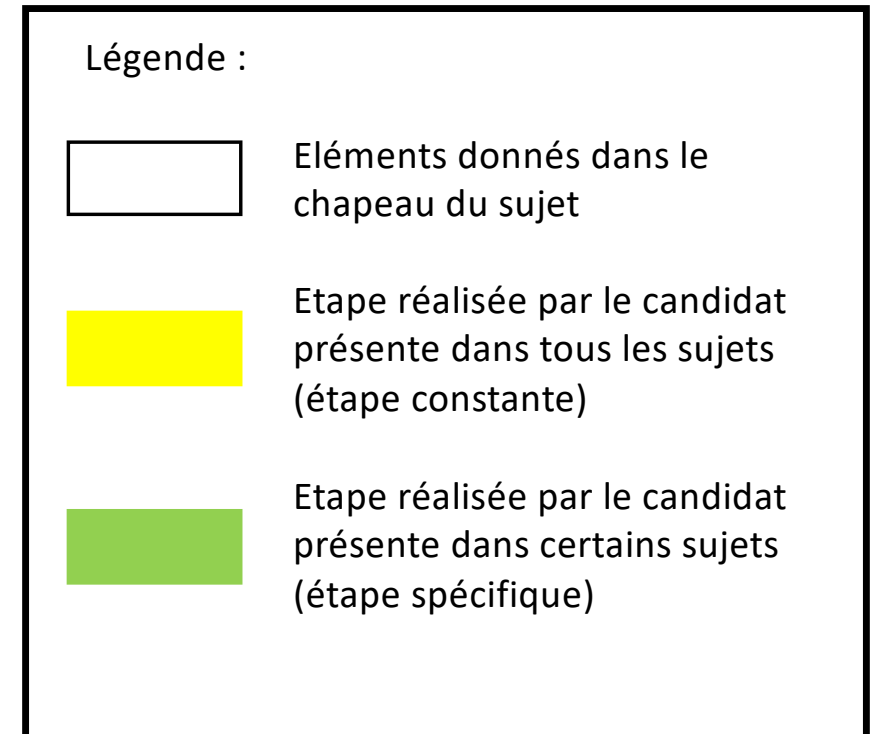 Légende :
Eléments donnés dans le
chapeau du sujet
Etape réalisée par le candidat
présente dans tous les sujets
(étape constante)
Etape réalisée par le candidat
présente dans certains sujets
(étape spécifique)